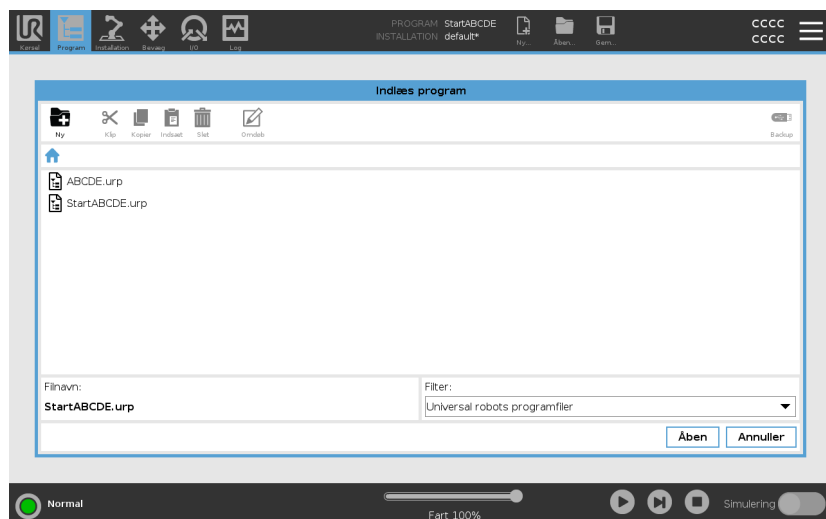 UR
PROGRAM StartABCDE
INSTALLATION default*
Kørsel Program Installation Bevæg I/O Log Ny... Åben... Gem...
CCCC
CCCC
Indlæs program
Ny Klip Kopier Indsæt Slet Omdøb Backup
ABCDE.urp
StartABCDE.urp
Filnavn: Filter:
StartABCDE.urp Universal robots programfiler
Åben Annuller
Normal Fart 100% Simulering